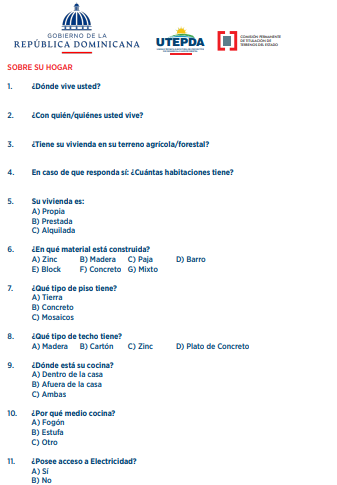 GOBIERNO DE LA
REPÚBLICA DOMINICANA
UTEPDA
COMISIÓN PERMANENTE
DE TITULACIÓN DE
TERRENOS DEL ESTADO
SOBRE SU HOGAR
1. ¿Dónde vive usted?
2. ¿Con quién/quiénes usted vive?
3. ¿Tiene su vivienda en su terreno agrícola/forestal?
4. En caso de que responda sí: ¿Cuántas habitaciones tiene?
5. Su vivienda es:
A) Propia
B) Prestada
C) Alquilada
6. ¿En qué material está construida?
A) Zinc B) Madera C) Paja D) Barro
E) Block F) Concreto G) Mixto
7. ¿Qué tipo de piso tiene?
A) Tierra
B) Concreto
C) Mosaicos
8. ¿Qué tipo de techo tiene?
A) Madera B) Cartón C) Zinc D) Plato de Concreto
9. ¿Dónde está su cocina?
A) Dentro de la casa
B) Afuera de la casa
C) Ambas
10. ¿Por qué medio cocina?
A) Fogón
B) Estufa
C) Otro
11. ¿Posee acceso a Electricidad?
A) Sí
B) No